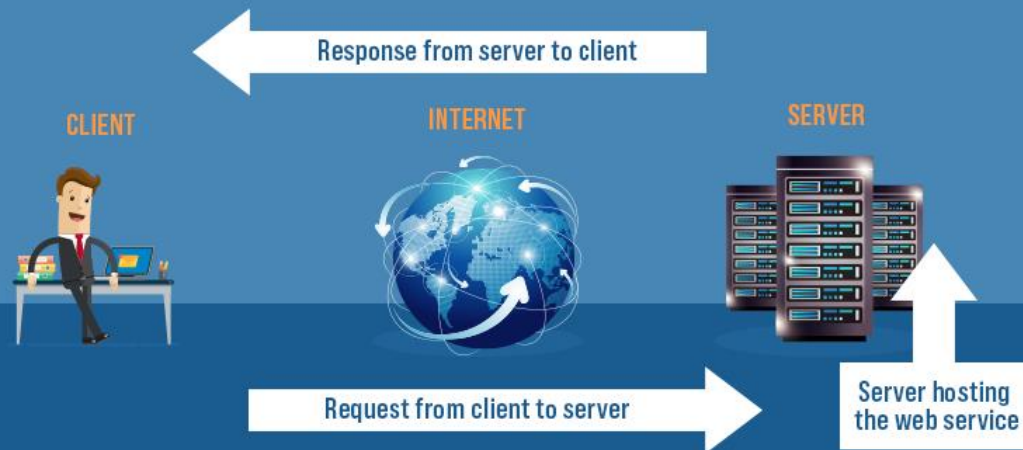 Response from server to client
CLIENT
INTERNET
SERVER
Request from client to server
Server hosting
the web service